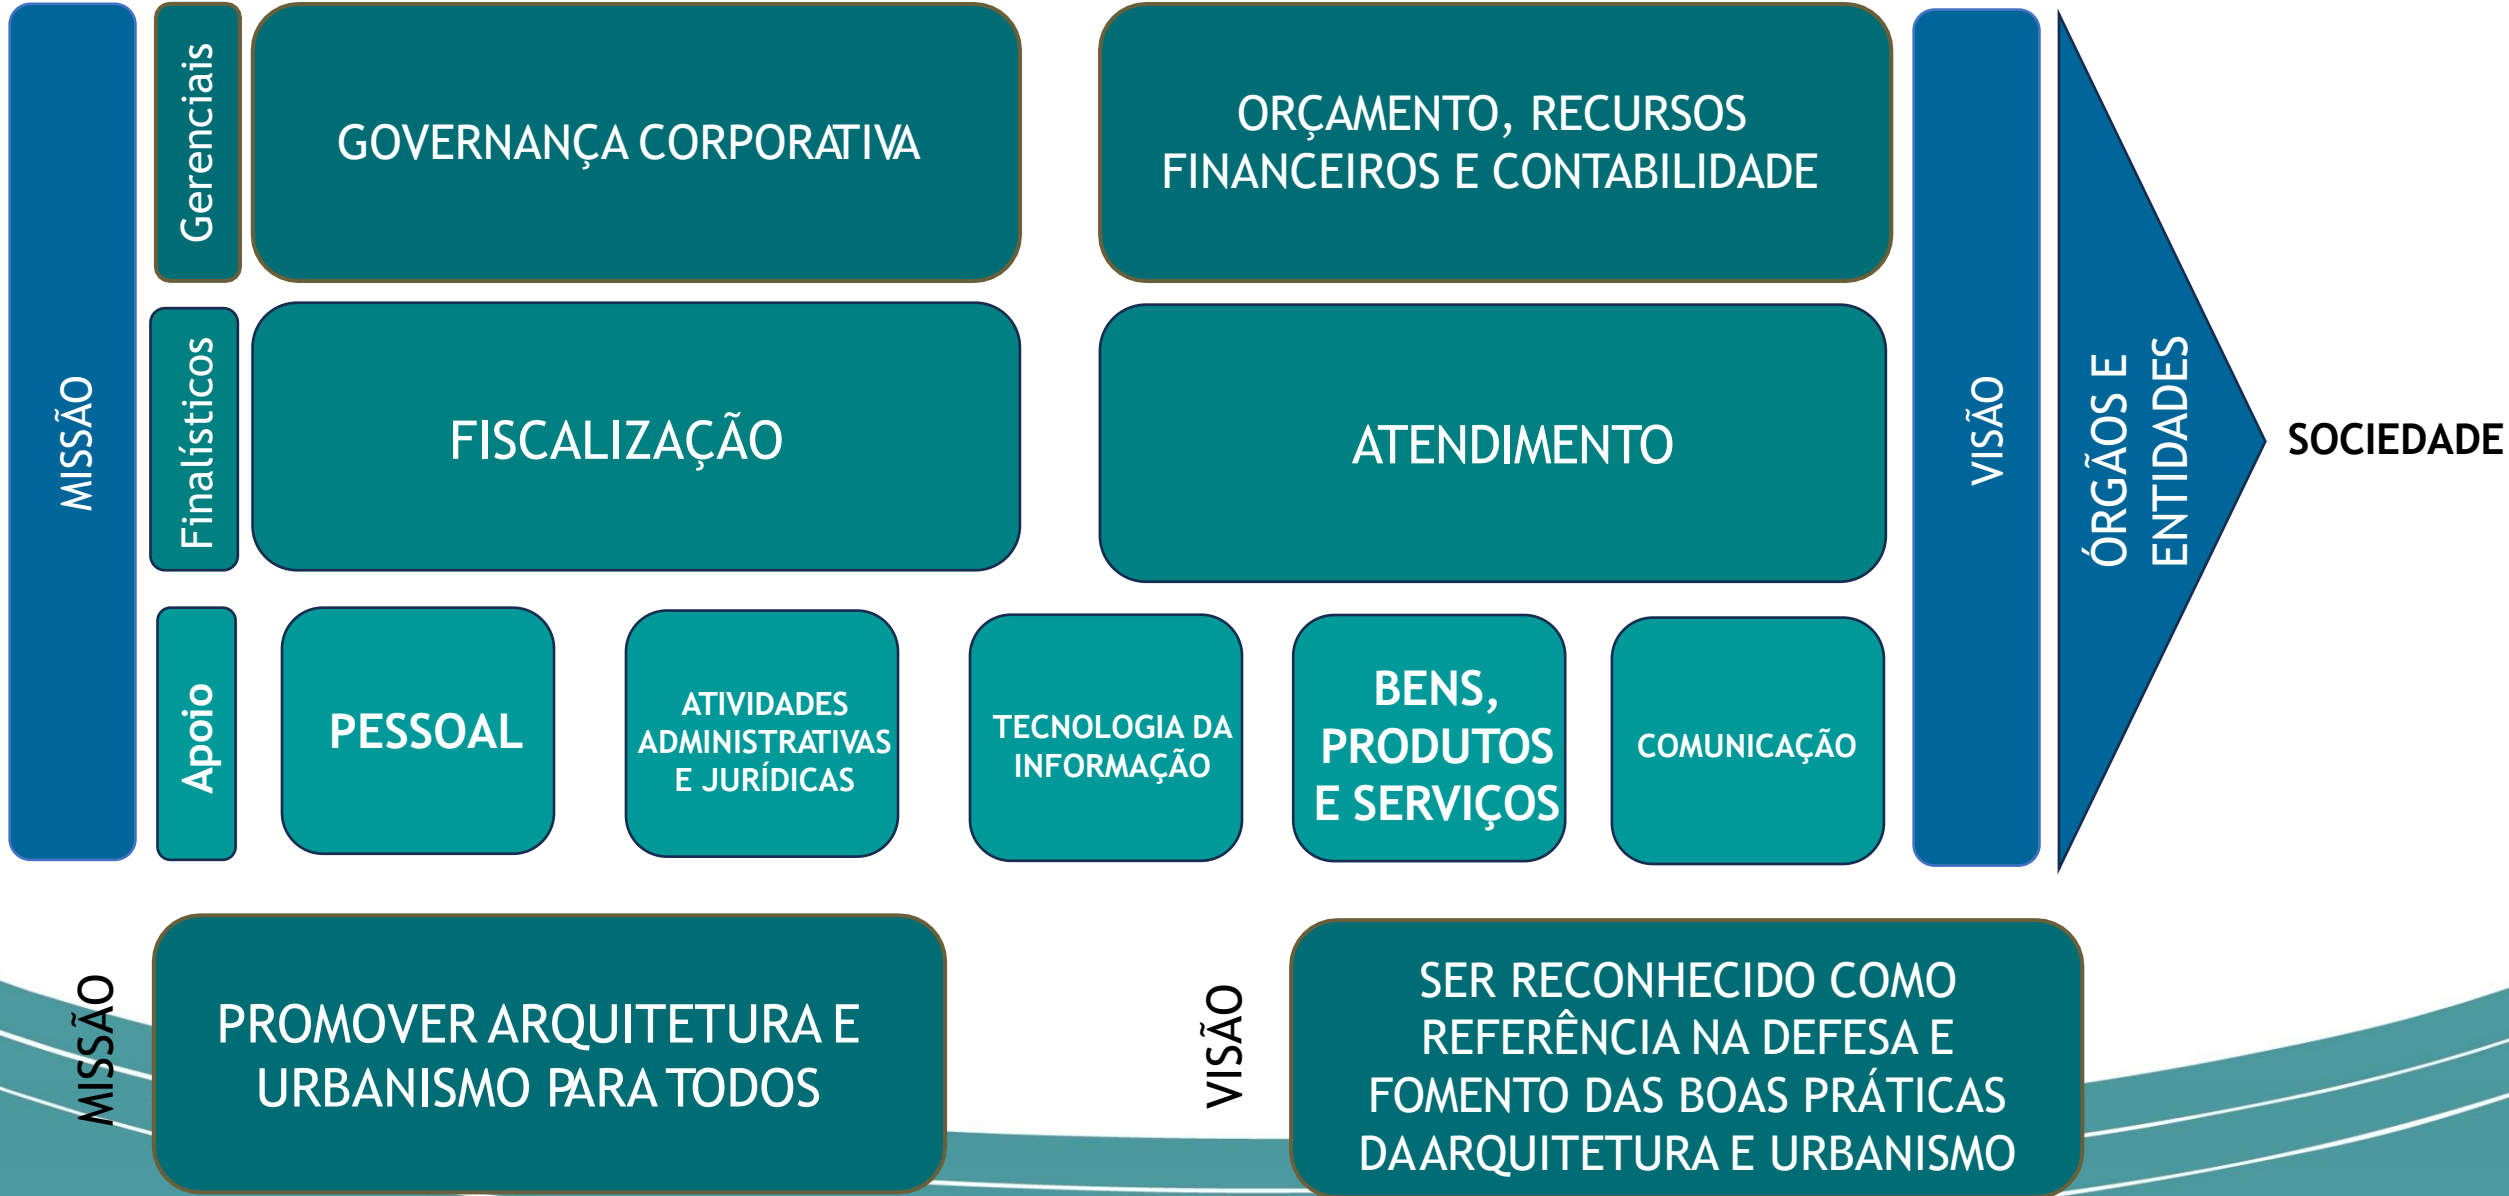 MISSÃO
Gerenciais
GOVERNANÇA CORPORATIVA
ORÇAMENTO, RECURSOS
FINANCEIROS E CONTABILIDADE
Finalísticos
FISCALIZAÇÃO
ATENDIMENTO
Apoio
PESSOAL
ATIVIDADES
ADMINISTRATIVAS
E JURÍDICAS
TECNOLOGIA DA
INFORMAÇÃO
BENS,
PRODUTOS
E SERVIÇOS
COMUNICAÇÃO
VISÃO
ÓRGÃOS E
ENTIDADES
SOCIEDADE
MISSÃO
PROMOVER ARQUITETURA E
URBANISMO PARA TODOS
VISÃO
SER RECONHECIDO COMO
REFERÊNCIA NA DEFESA E
FOMENTO DAS BOAS PRÁTICAS
DA ARQUITETURA E URBANISMO